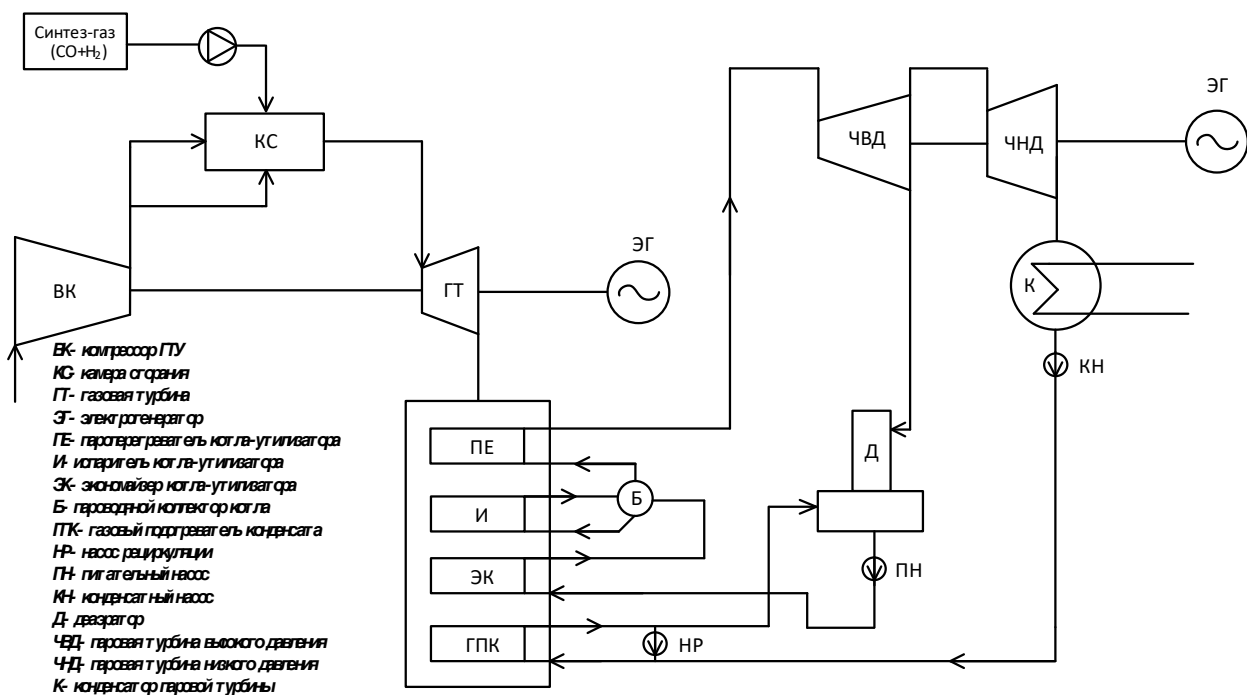 Синтез-газ
(CO+H₂)
КС
ВК
ГТ
ЭГ
ЧВД
ЧНД
ЭГ
К
КН
Д
ПН
ПЕ
И
Б
ЭК
ГПК
НР
ВК- компрессор ГТУ
КС- камера сгорания
ГТ- газовая турбина
ЭГ- электрогенератор
ПЕ- пароперегреватель котла-утилизатора
И- испаритель котла-утилизатора
ЭК- экономайзер котла-утилизатора
Б- пароводяной коллектор котла
ГПК- газовый подогреватель конденсата
НР- насос рециркуляции
ПН- питательный насос
КН- конденсатный насос
Д- деаэратор
ЧВД- паровая турбина высокого давления
ЧНД- паровая турбина низкого давления
К- конденсатор паровой турбины